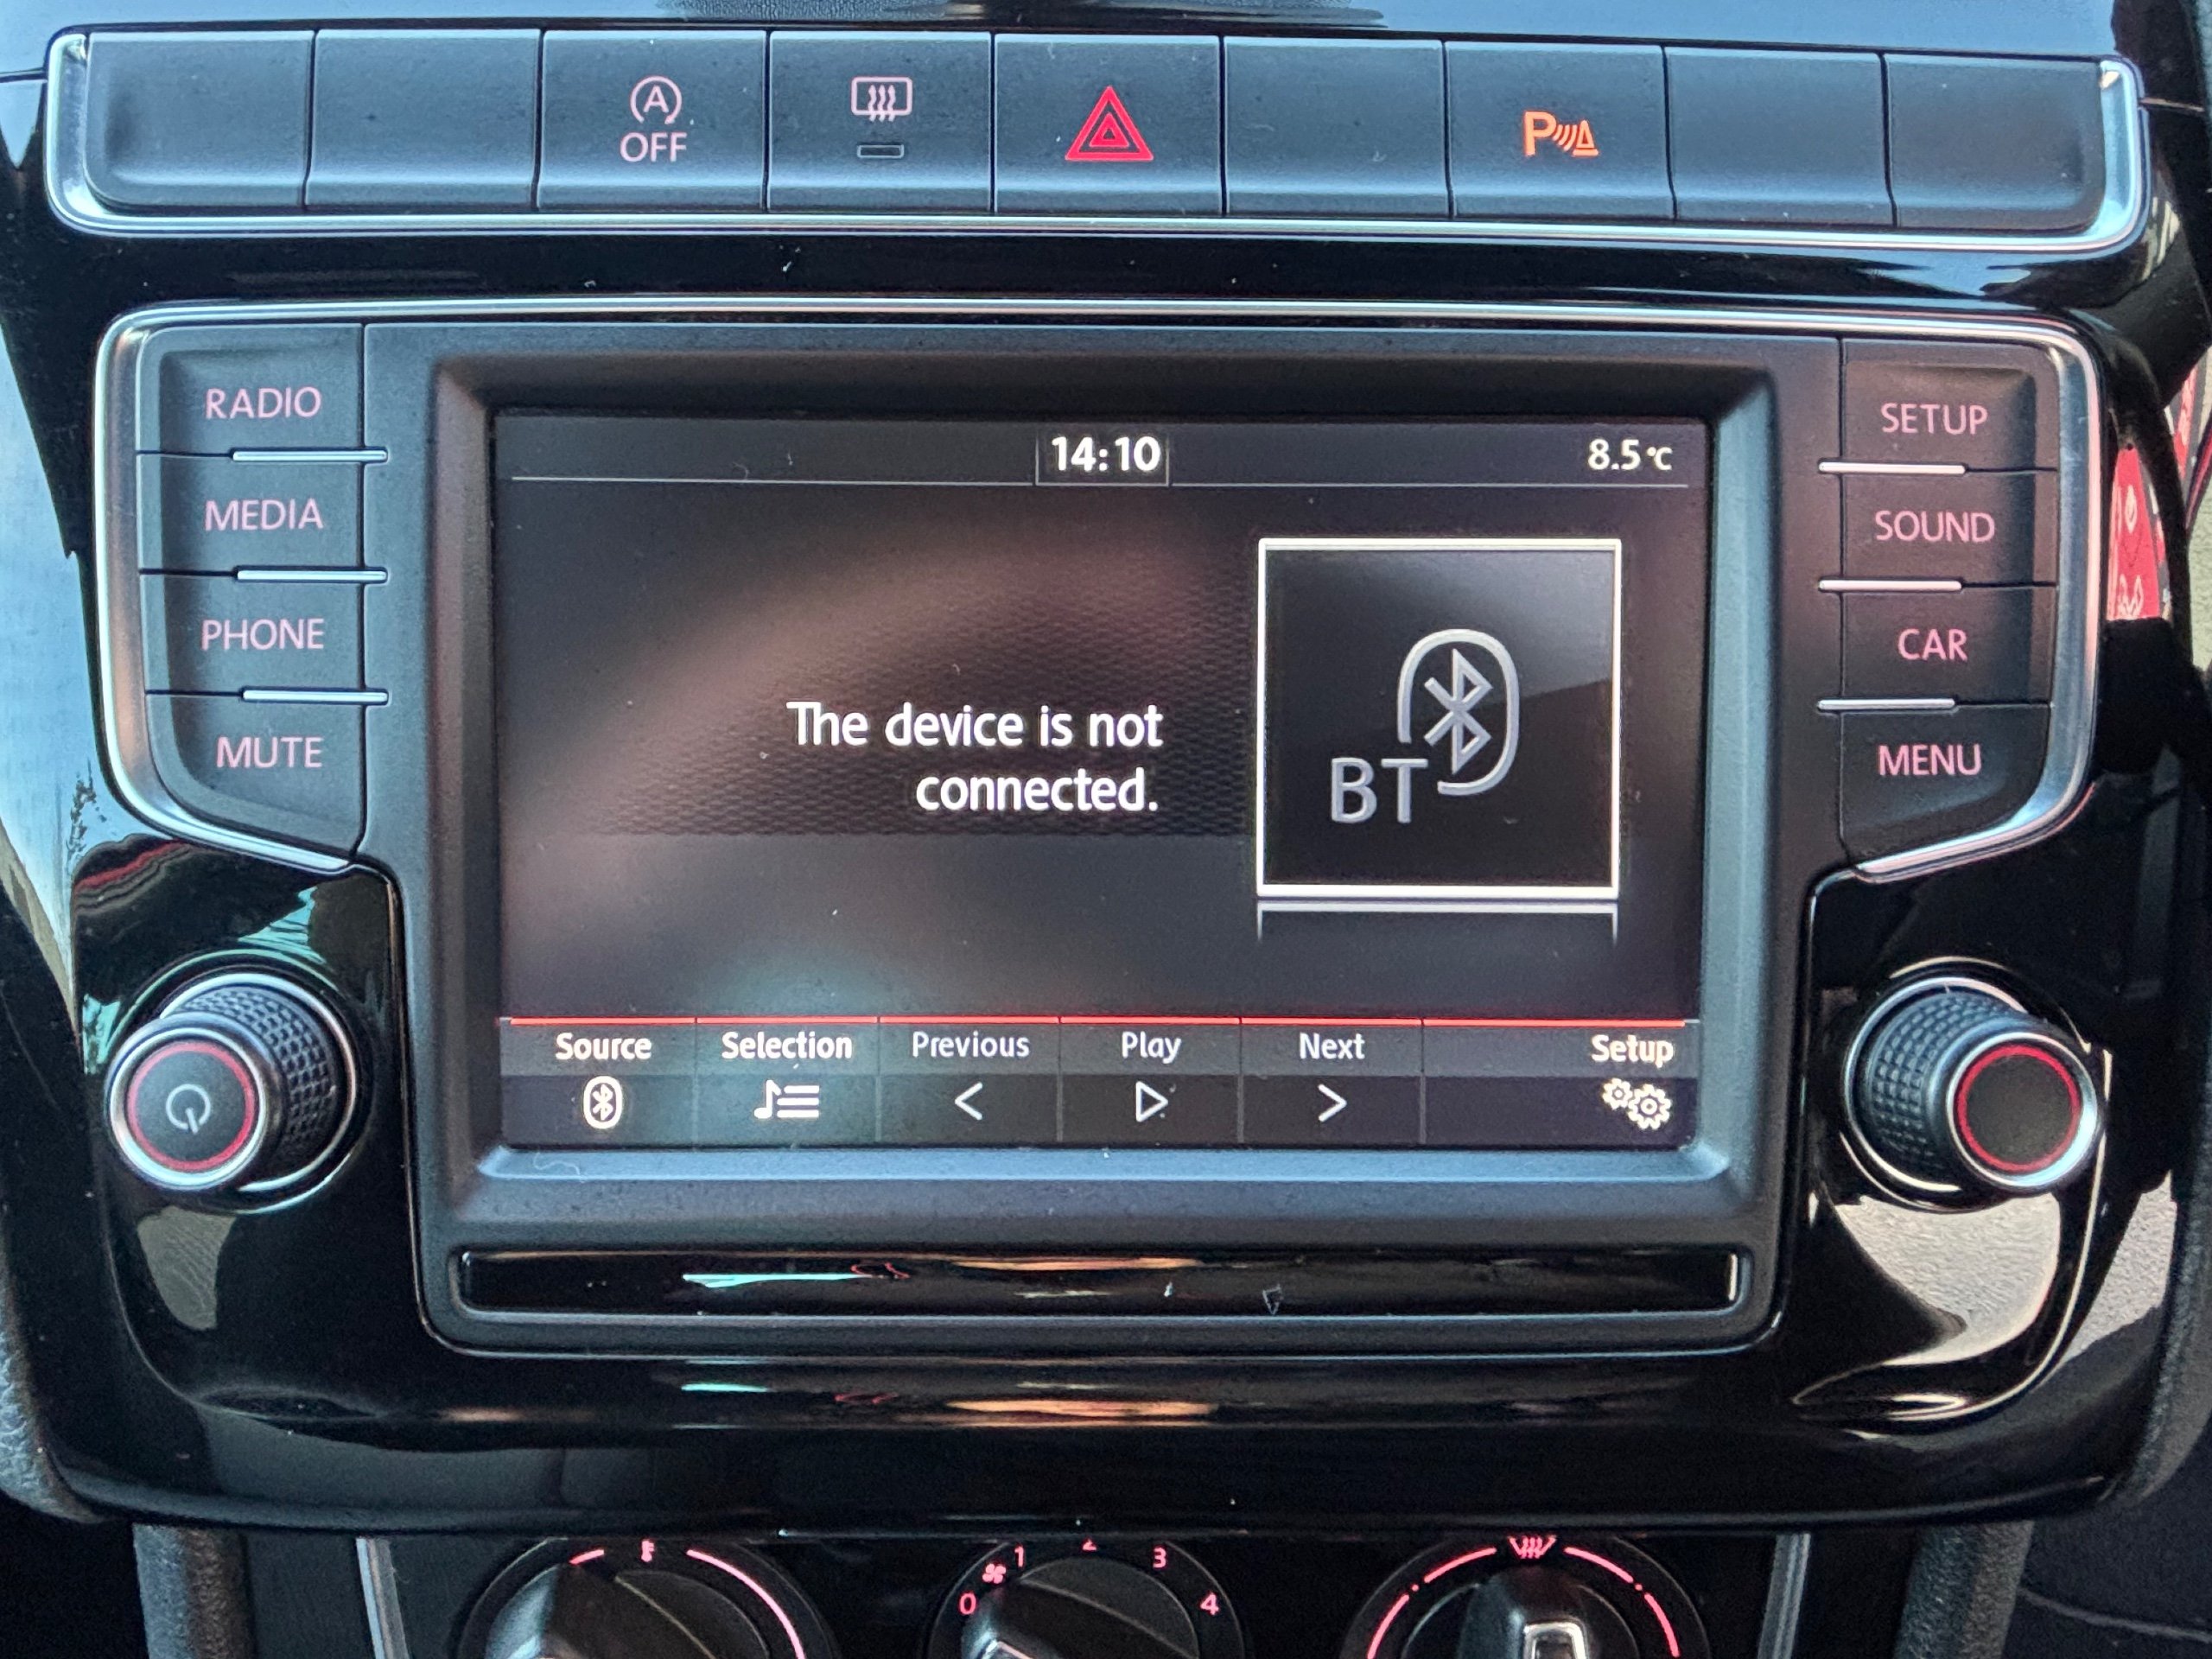 A
OFF
P
RADIO
MEDIA
PHONE
MUTE
14:10
8.5°C
The device is not
connected.
BT
Source
Selection
Previous
Play
Next
Setup
SETUP
SOUND
CAR
MENU
0 1 2 3 4